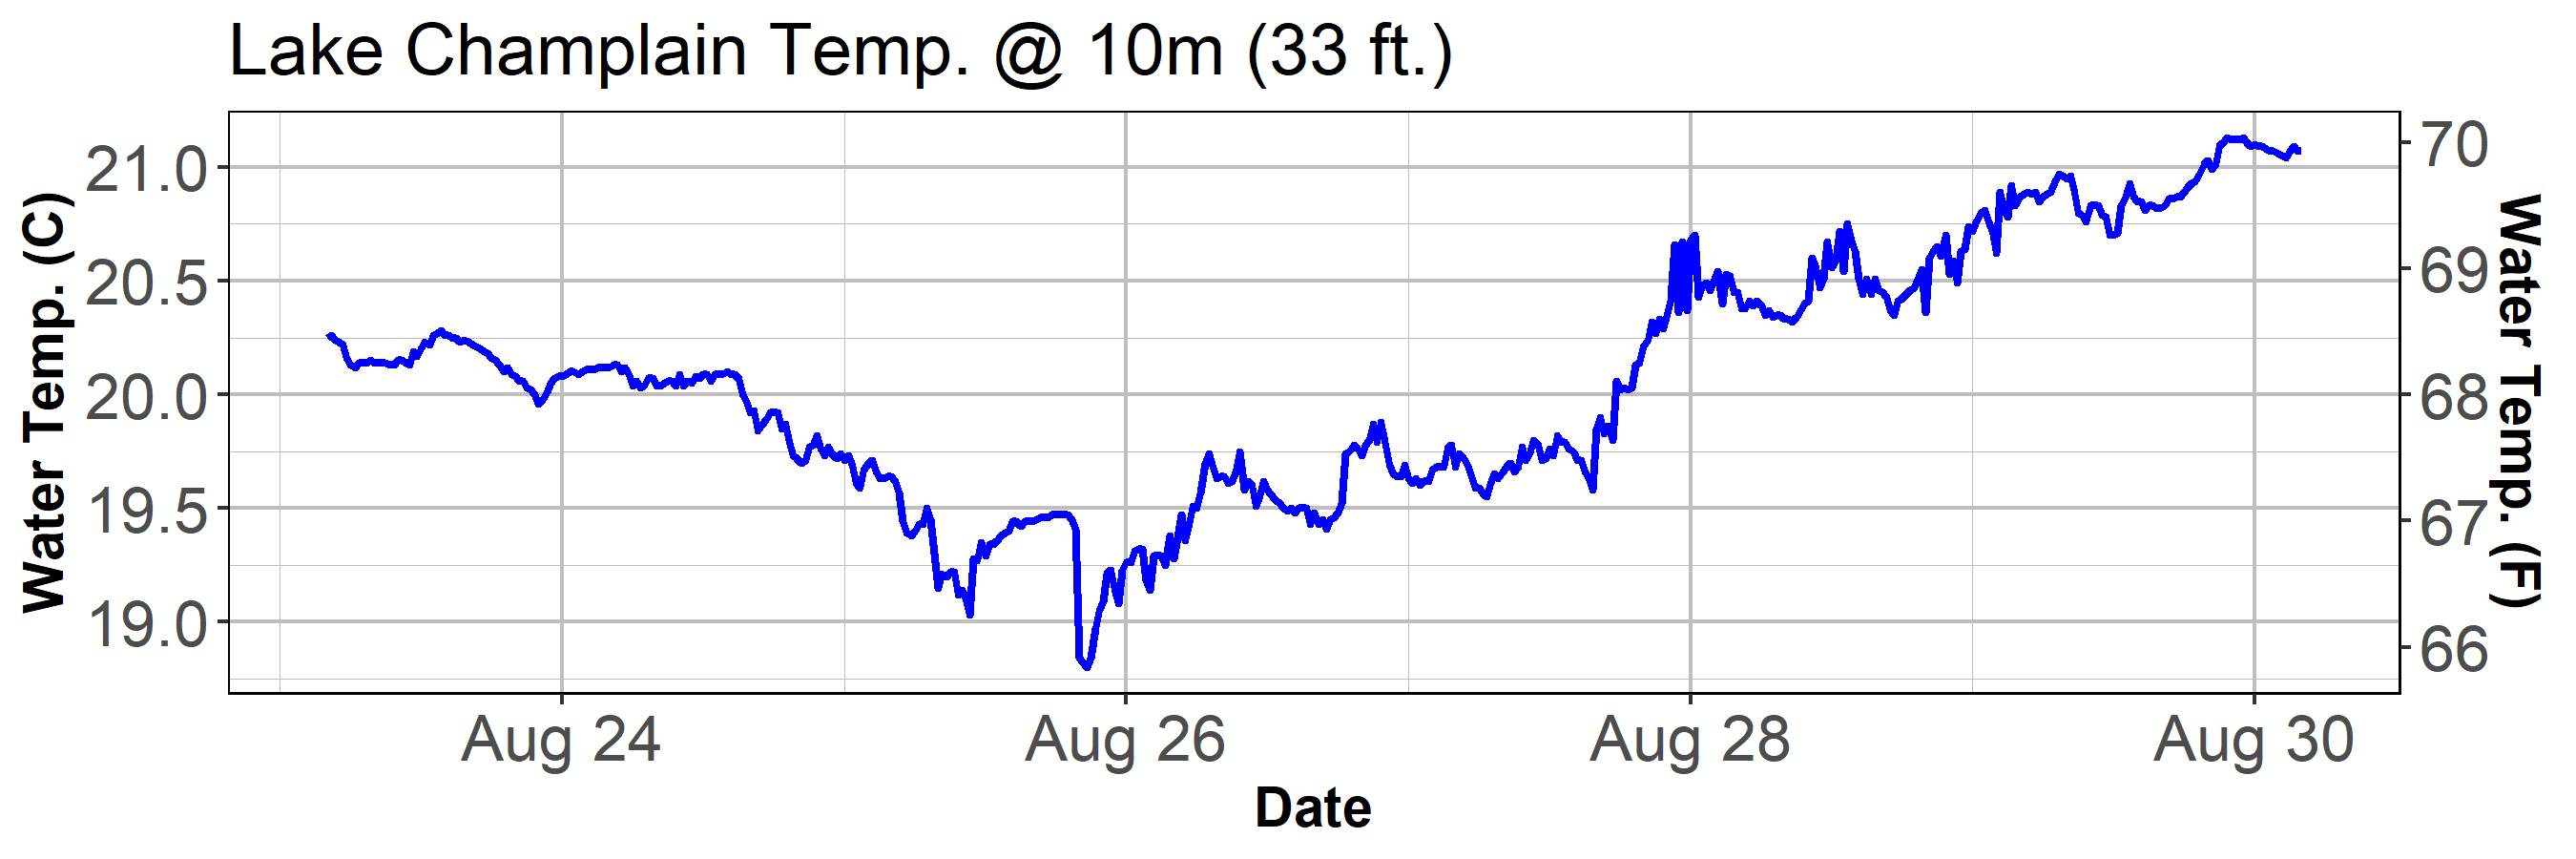 Lake Champlain Temp. @ 10m (33 ft.)
Water Temp. (C)
21.0
20.5
20.0
19.5
19.0
70
69
68
67
66
Water Temp. (F)
Aug 24 Aug 26 Aug 28 Aug 30
Date